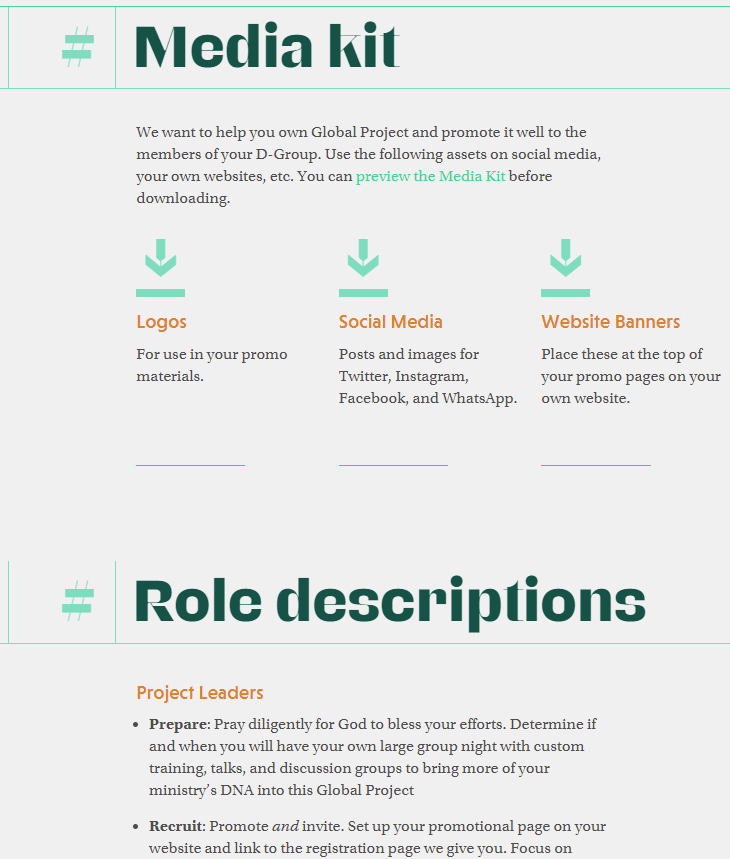 # Media kit
We want to help you own Global Project and promote it well to the
members of your D-Group. Use the following assets on social media,
your own websites, etc. You can preview the Media Kit before
downloading.
Logos
For use in your promo
materials.
Social Media
Posts and images for
Twitter, Instagram,
Facebook, and WhatsApp.
Website Banners
Place these at the top of
your promo pages on your
own website.
# Role descriptions
Project Leaders
• Prepare: Pray diligently for God to bless your efforts. Determine if
and when you will have your own large group night with custom
training, talks, and discussion groups to bring more of your
ministry’s DNA into this Global Project
• Recruit: Promote and invite. Set up your promotional page on your
website and link to the registration page we give you. Focus on